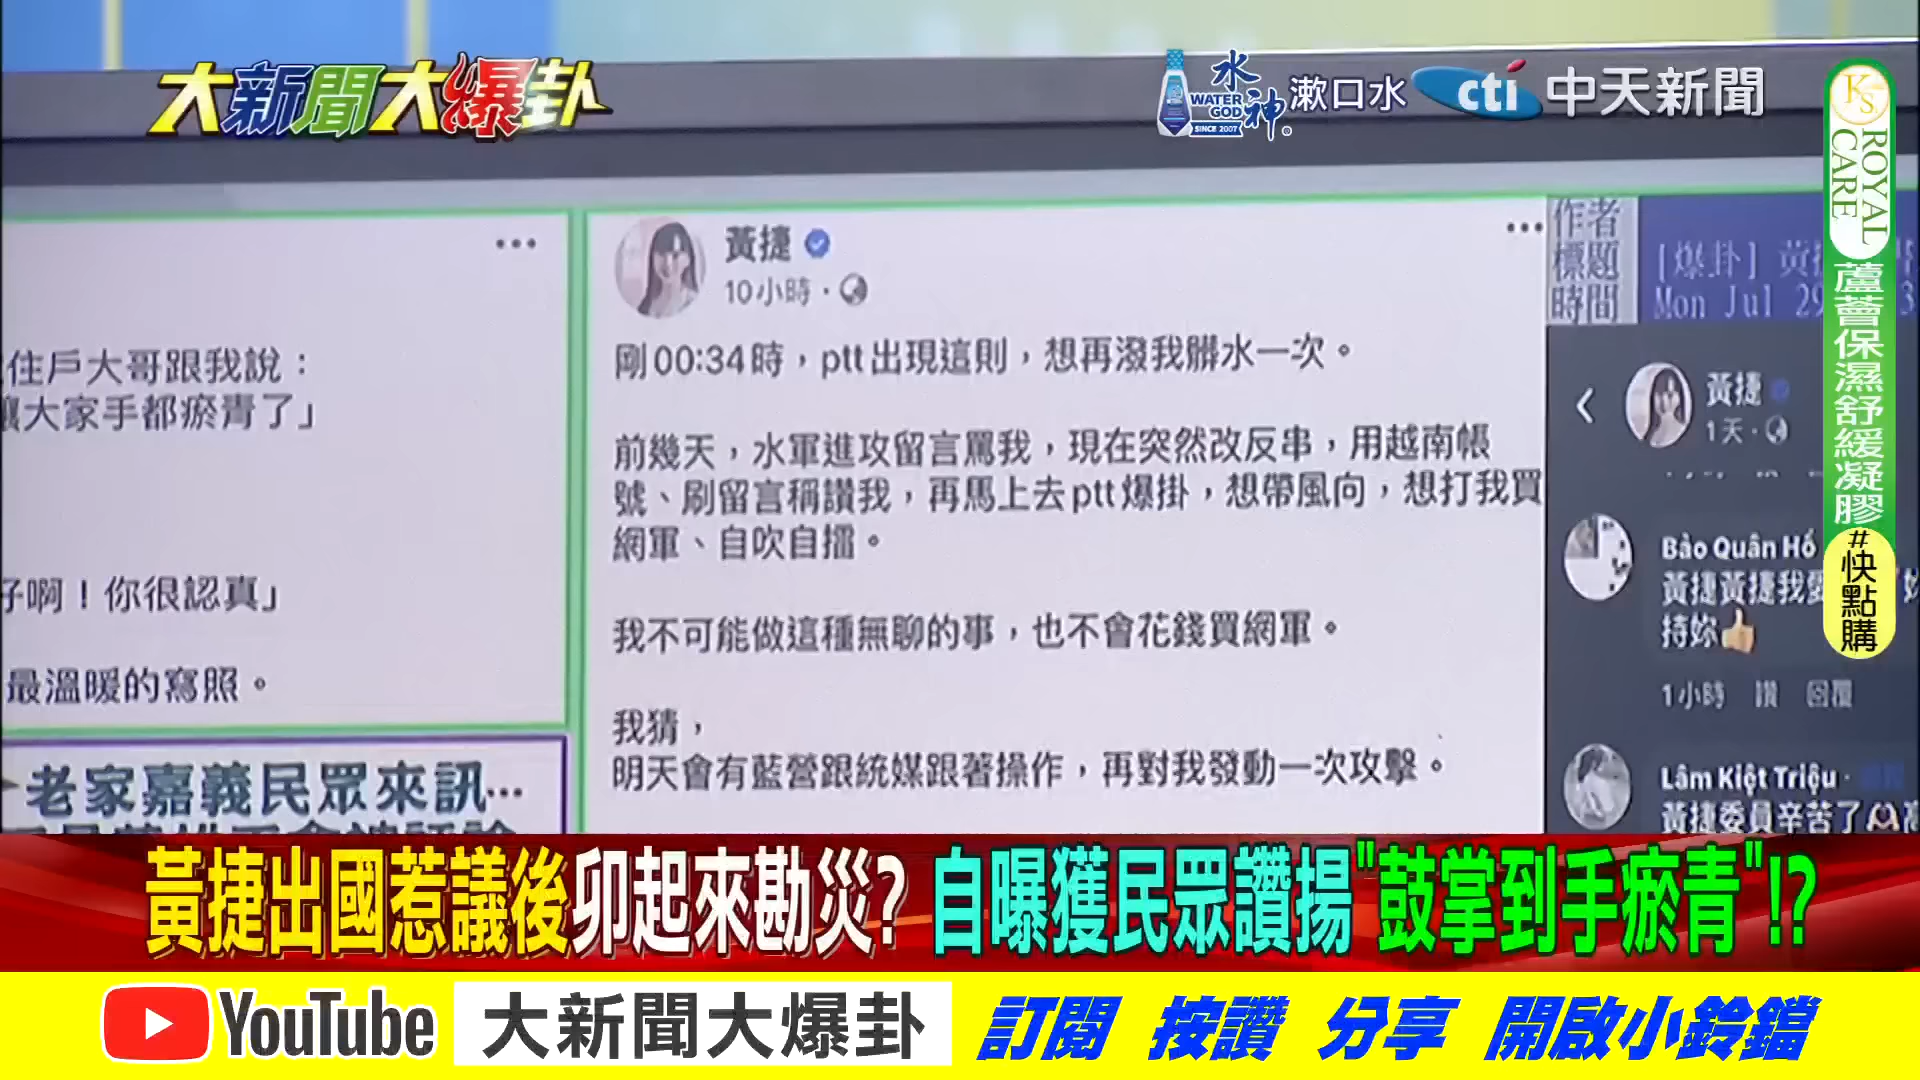 大新聞大爆卦
水神
WATER GOD
SINCE 2007
漱口水
cti 中天新聞
KS
ROYAL CARE
蘆薈保濕舒緩凝膠
#快點購
住戶大哥跟我說：
大家手都瘀青了」
好啊！你很認真」
最溫暖的寫照。
老家嘉義民眾來訊...
黃捷
10小時
剛00:34時，ptt出現這則，想再潑我髒水一次。
前幾天，水軍進攻留言罵我，現在突然改反串，用越南帳
號、刷留言稱讚我，再馬上去ptt爆掛，想帶風向，想打我買
網軍、自吹自擂。
我不可能做這種無聊的事，也不會花錢買網軍。
我猜，
明天會有藍營跟統媒跟著操作，再對我發動一次攻擊。
作者
標題 [爆卦] 黃
時間 Mon Jul 29
黃捷
1天
Bảo Quân Hồ
黃捷黃捷我
持妳👍
1小時 讚 回覆
Lâm Kiệt Triệu
黃捷委員辛苦了
黃捷出國惹議後卯起來勘災? 自曝獲民眾讚揚"鼓掌到手瘀青"!?
YouTube 大新聞大爆卦 訂閱 按讚 分享 開啟小鈴鐺